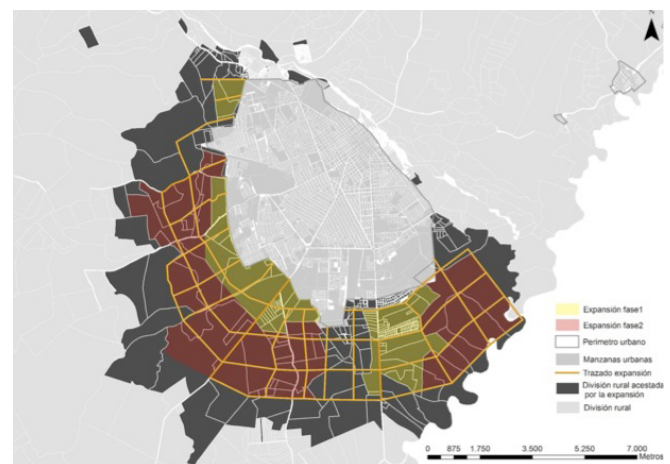 Expansión fase1
Expansión fase2
Perimetro urbano
Manzanas urbanas
Trazado expansión
División rural acestada
por la expansión
División rural
0 875 1.750 3.500 5.250 7.000
Metros